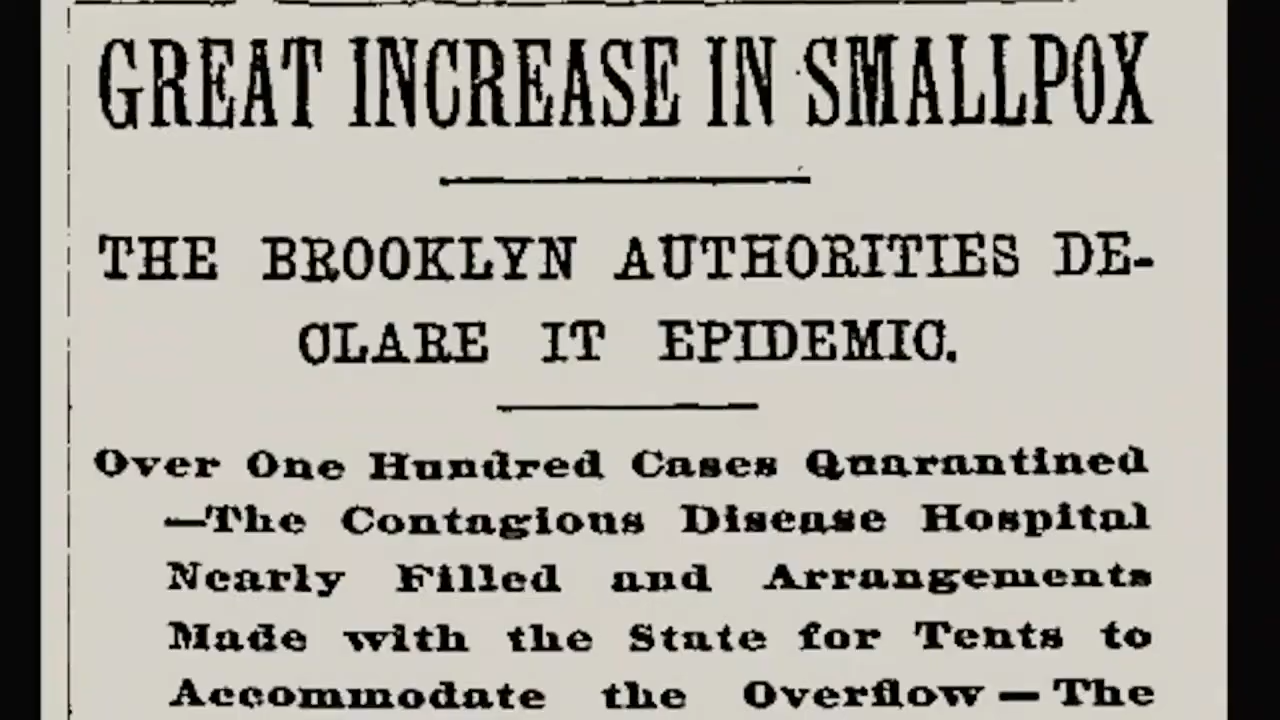 GREAT INCREASE IN SMALLPOX
THE BROOKLYN AUTHORITIES DE-
CLARE IT EPIDEMIC.
Over One Hundred Cases Quarantined
—The Contagious Disease Hospital
Nearly Filled and Arrangements
Made with the State for Tents to
Accommodate the Overflow — The